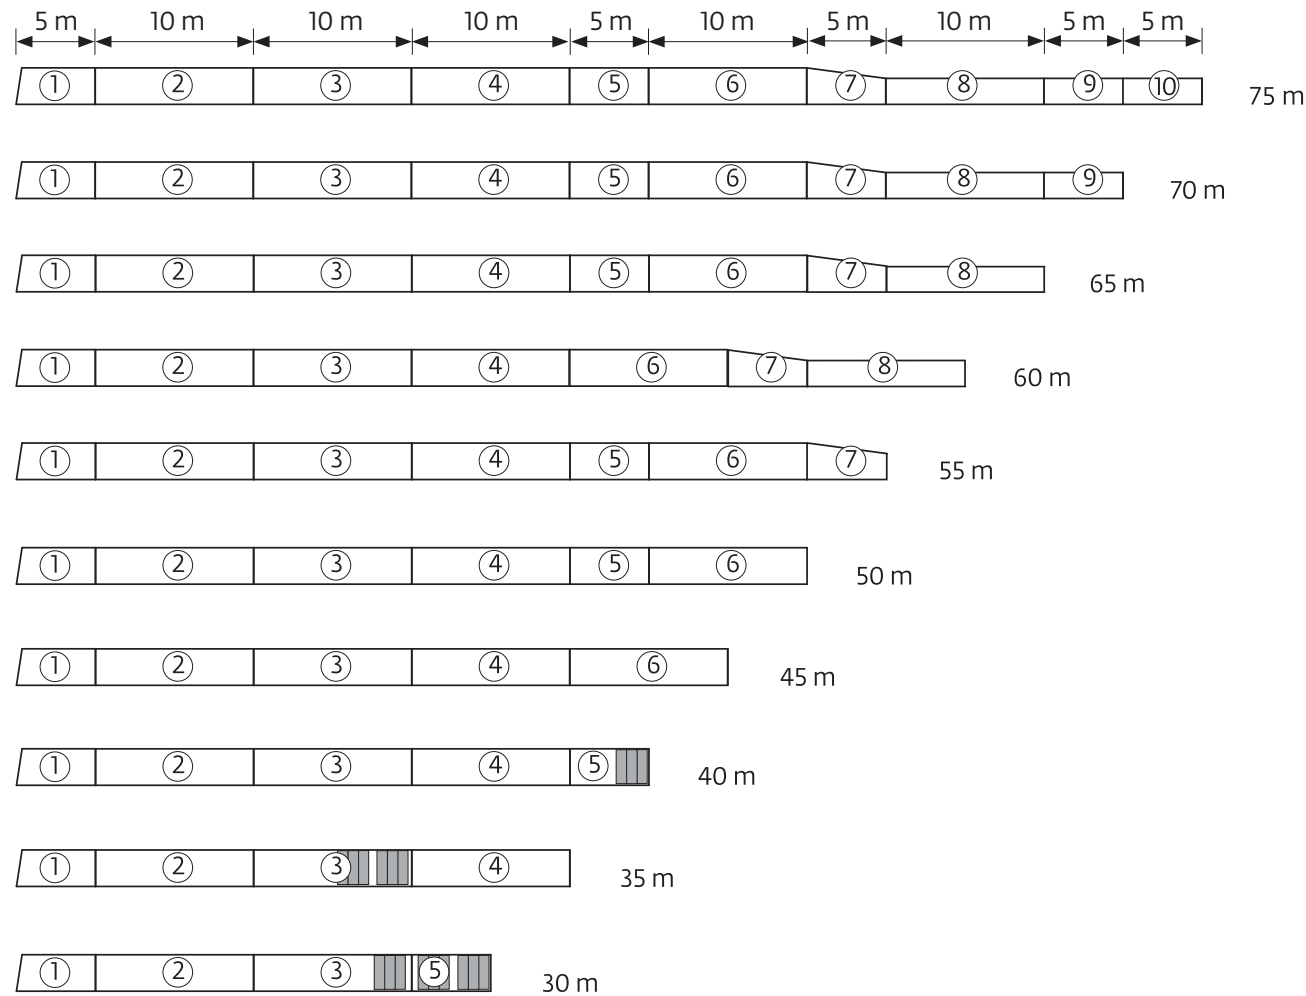 5 m 10 m 10 m 10 m 5 m 10 m 5 m 10 m 5 m 5 m
1 2 3 4 5 6 7 8 9 10 75 m
1 2 3 4 5 6 7 8 9 70 m
1 2 3 4 5 6 7 8 65 m
1 2 3 4 6 7 8 60 m
1 2 3 4 5 6 7 55 m
1 2 3 4 5 6 50 m
1 2 3 4 6 45 m
1 2 3 4 5 40 m
1 2 3 4 35 m
1 2 3 5 30 m